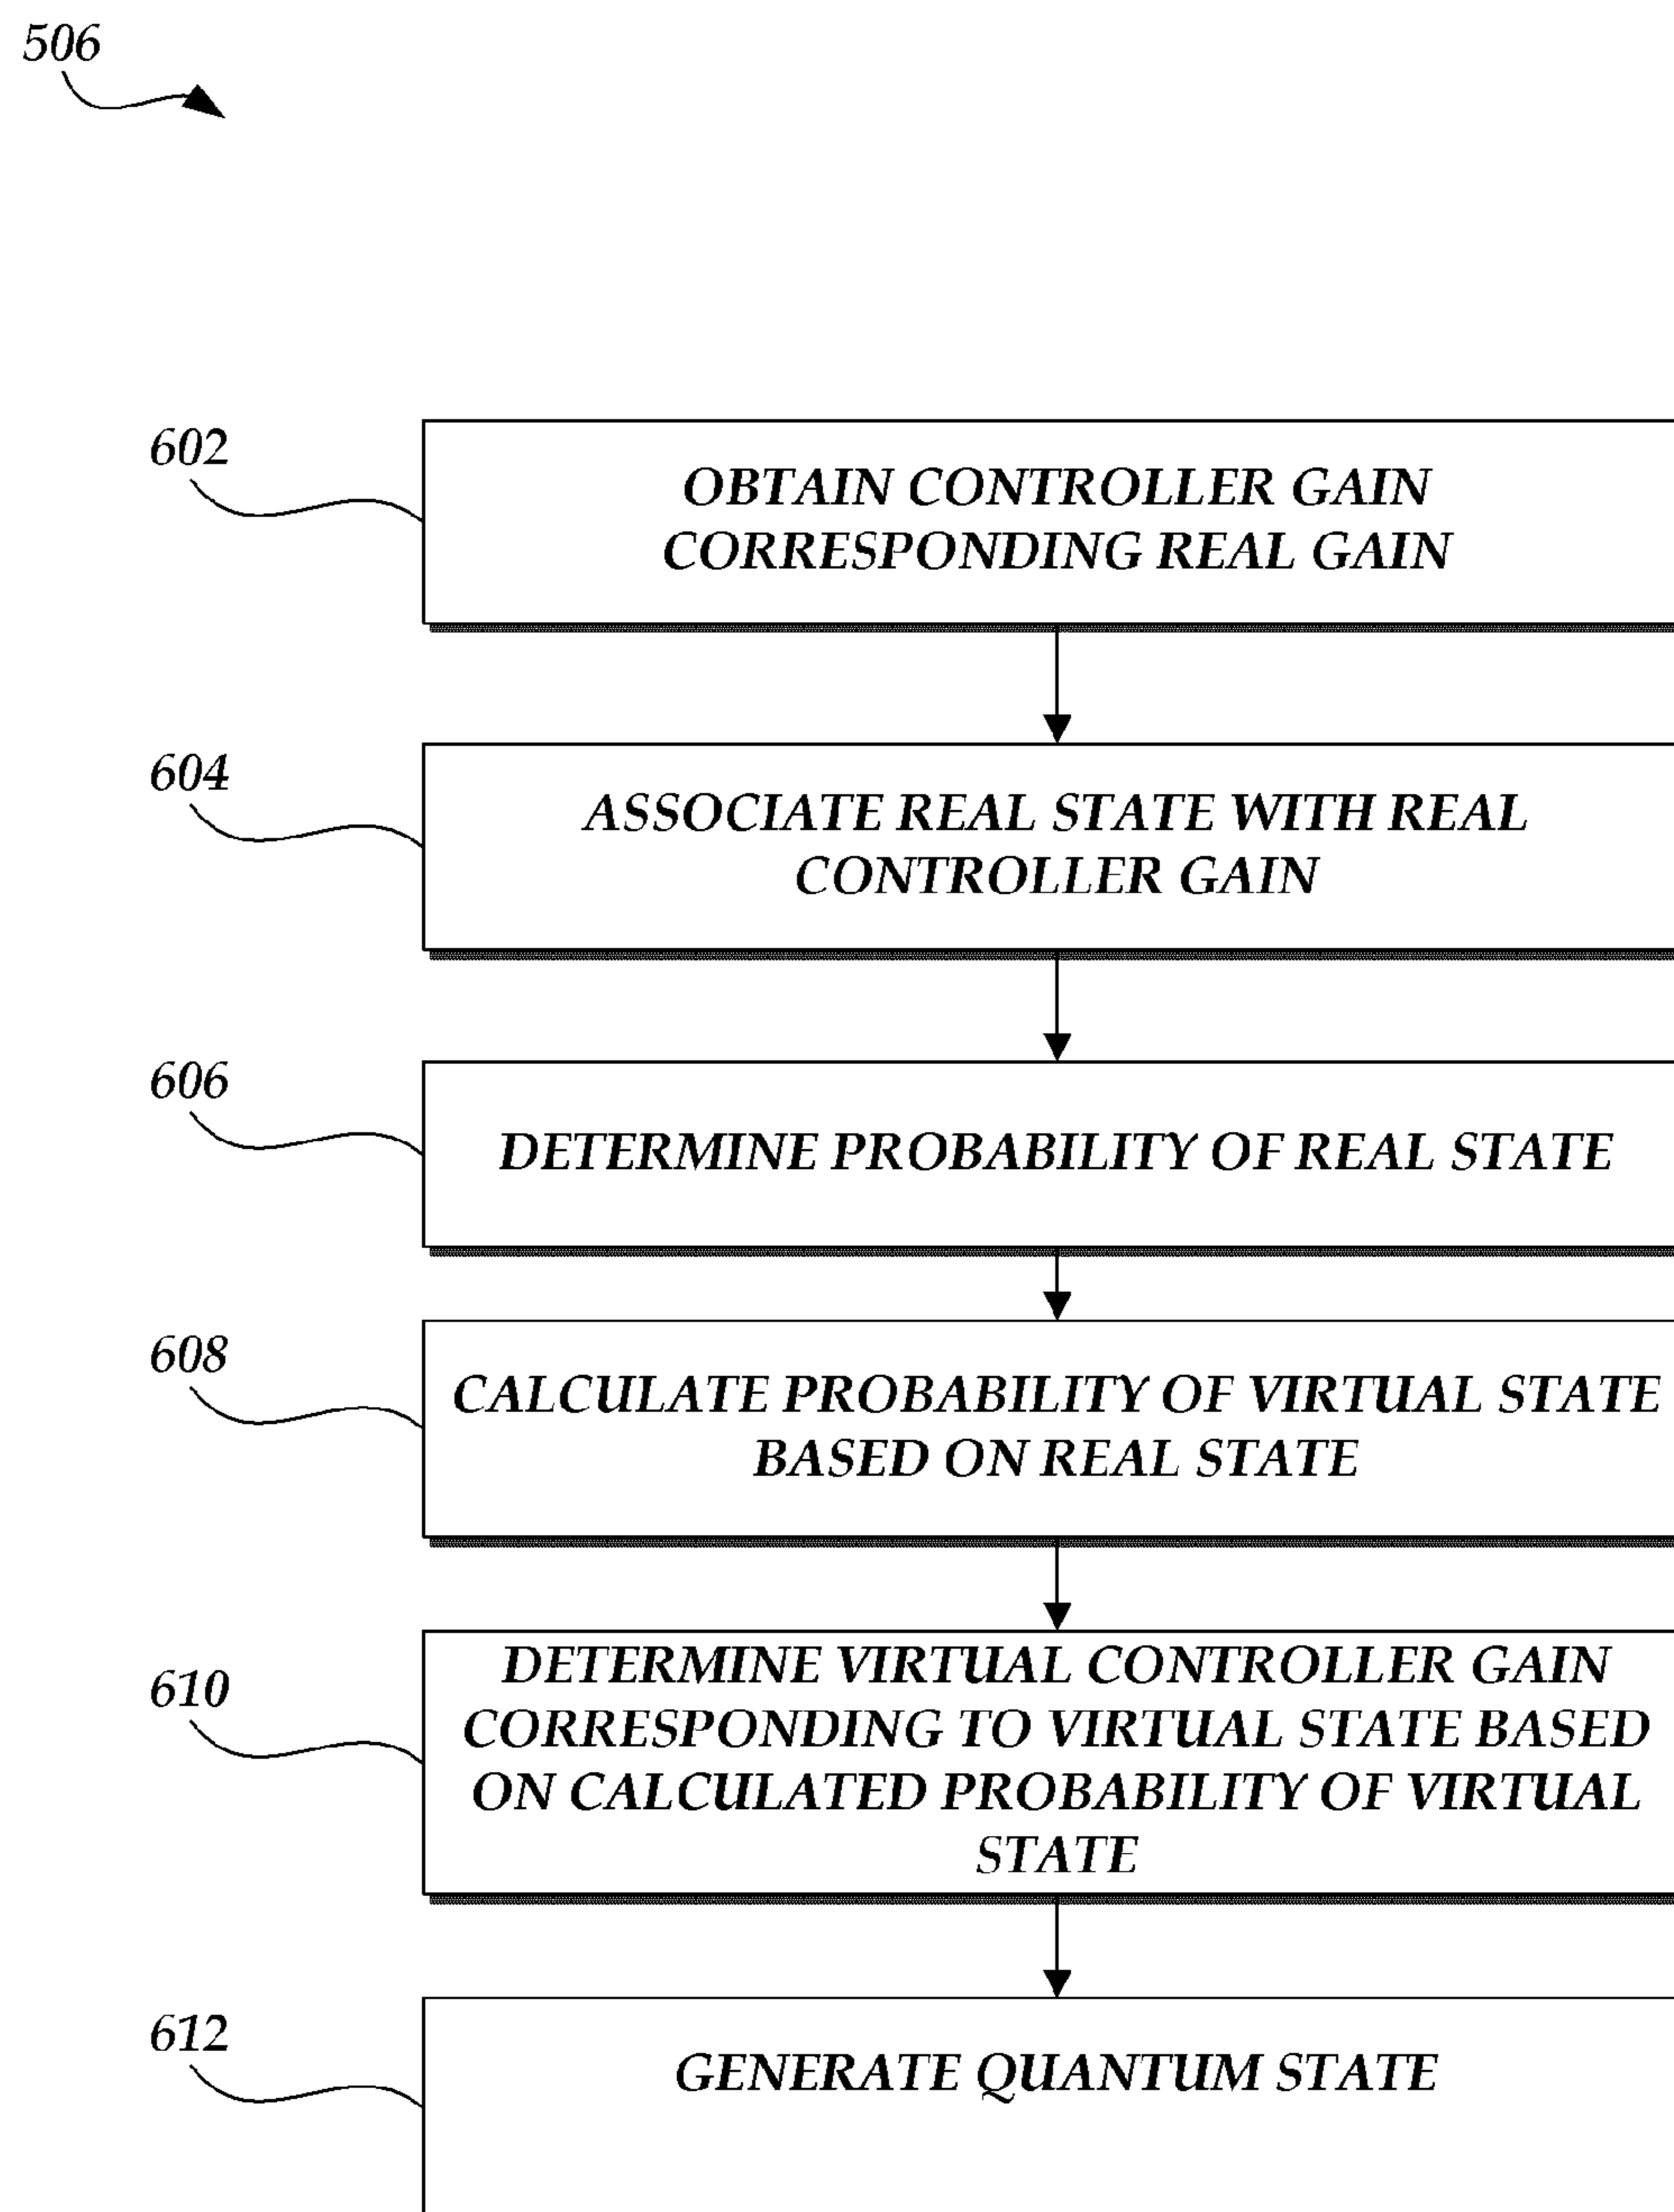 506
602
OBTAIN CONTROLLER GAIN
CORRESPONDING REAL GAIN
604
ASSOCIATE REAL STATE WITH REAL
CONTROLLER GAIN
606
DETERMINE PROBABILITY OF REAL STATE
608
CALCULATE PROBABILITY OF VIRTUAL STATE
BASED ON REAL STATE
610
DETERMINE VIRTUAL CONTROLLER GAIN
CORRESPONDING TO VIRTUAL STATE BASED
ON CALCULATED PROBABILITY OF VIRTUAL
STATE
612
GENERATE QUANTUM STATE